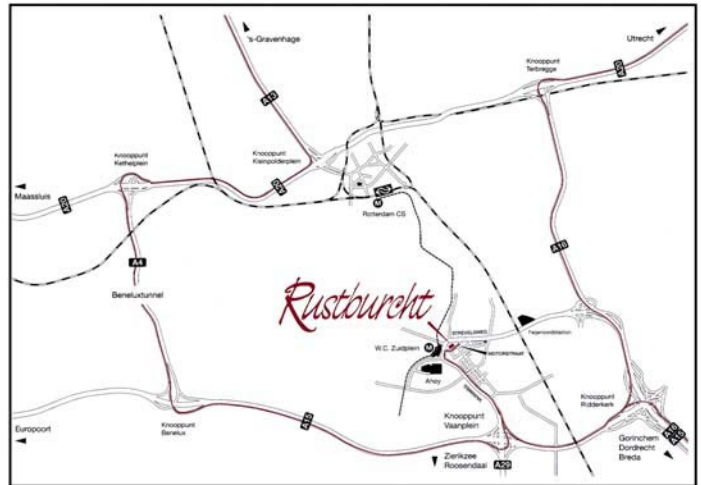 's-Gravenhage
Utrecht
Knooppunt
Terbregge
A20
A13
Knooppunt
Kethelplein
Knooppunt
Kleinpolderplein
Maassluis
A20
A20
M
Rotterdam CS
A4
A16
Beneluxtunnel
Rustburcht
STREVELSWEG
Feijenoordstadion
W.C. Zuidplein
M
MOTORSTRAAT
Ahoy
Knooppunt
Ridderkerk
Knooppunt
Vaanplein
Europoort
Knooppunt
Benelux
A15
Zierikzee
Roosendaal
A29
Gorinchem
Dordrecht
Breda
A16
A15